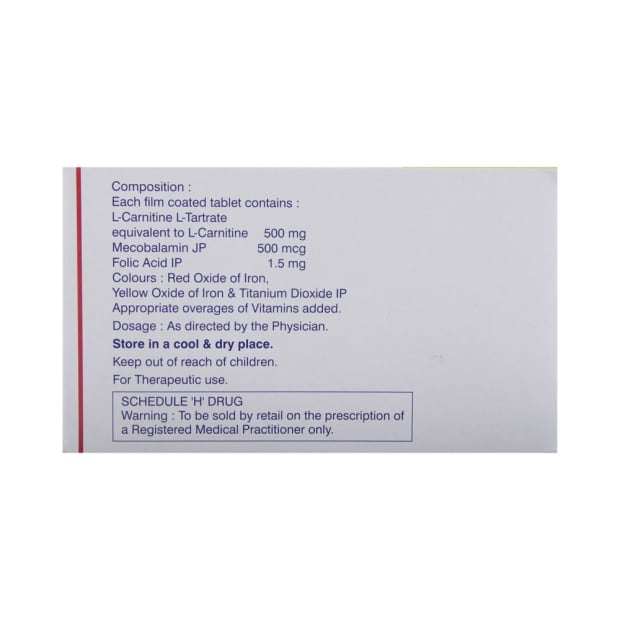 Composition :
Each film coated tablet contains :
L-Carnitine L-Tartrate
equivalent to L-Carnitine 500 mg
Mecobalamin JP 500 mcg
Folic Acid IP 1.5 mg
Colours : Red Oxide of Iron,
Yellow Oxide of Iron & Titanium Dioxide IP
Appropriate overages of Vitamins added.
Dosage : As directed by the Physician.
Store in a cool & dry place.
Keep out of reach of children.
For Therapeutic use.
SCHEDULE 'H' DRUG
Warning : To be sold by retail on the prescription of
a Registered Medical Practitioner only.